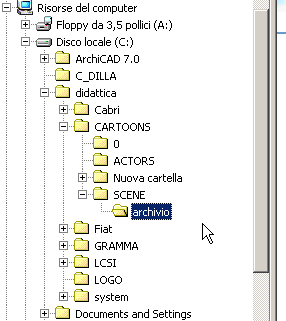 Risorse del computer
Floppy da 3,5 pollici (A:)
Disco locale (C:)
ArchiCAD 7.0
C_DILLA
didattica
Cabri
CARTOONS
0
ACTORS
Nuova cartella
SCENE
archivio
Fiat
GRAMMA
LCSI
LOGO
system
Documents and Settings